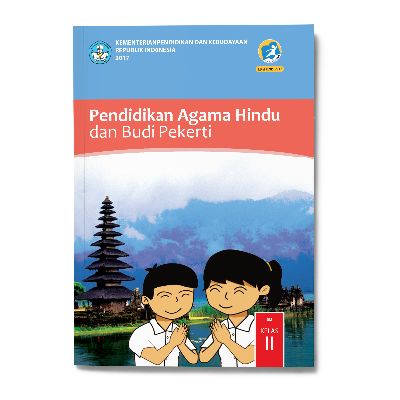 KEMENTERIAN PENDIDIKAN DAN KEBUDAYAAN
REPUBLIK INDONESIA
2017
Pendidikan Agama Hindu
dan Budi Pekerti
SD
KELAS
II